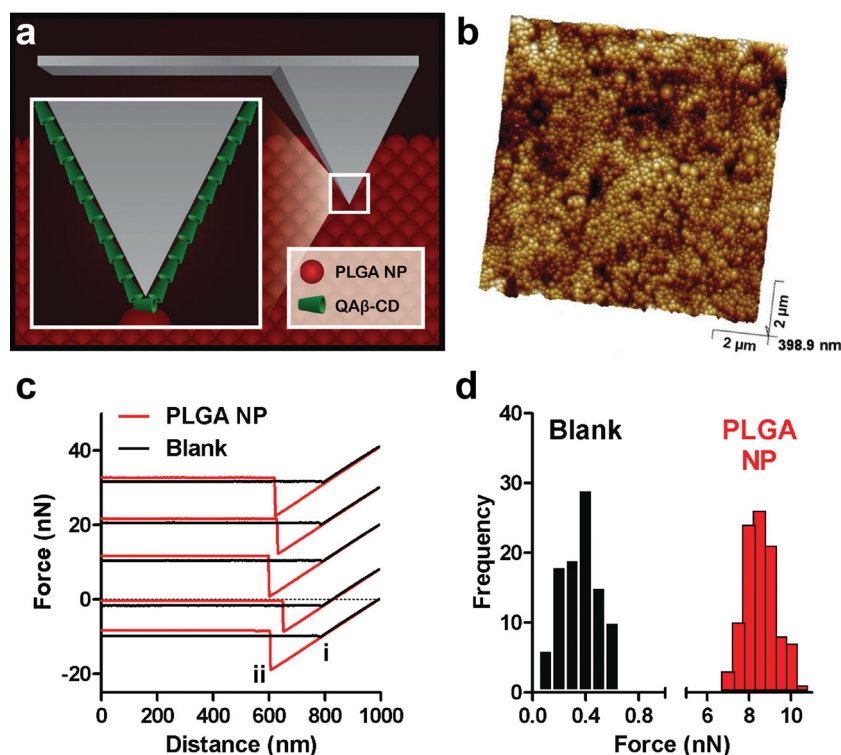 a
PLGA NP
QAβ-CD
b
2 μm
2 μm
398.9 nm
c
PLGA NP
Blank
40
20
0
-20
Force (nN)
ii
i
0 200 400 600 800 1000
Distance (nm)
d
Blank
PLGA
NP
40
30
20
10
0
Frequency
0.0 0.4 0.8 6 8 10
Force (nN)